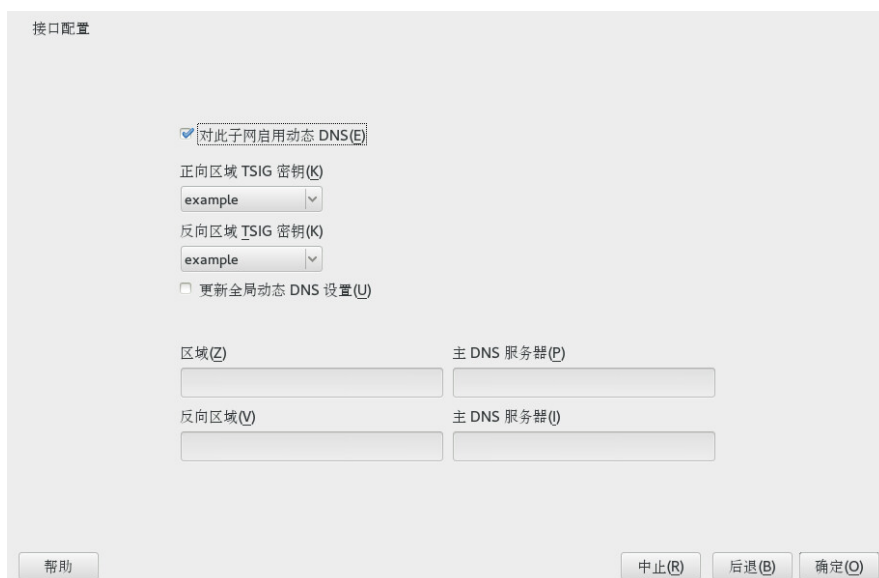 接口配置
对此子网启用动态 DNS(E)
正向区域 TSIG 密钥(K)
example
反向区域 TSIG 密钥(K)
example
更新全局动态 DNS 设置(U)
区域(Z) 主 DNS 服务器(P)
反向区域(V) 主 DNS 服务器(I)
帮助 中止(R) 后退(B) 确定(O)